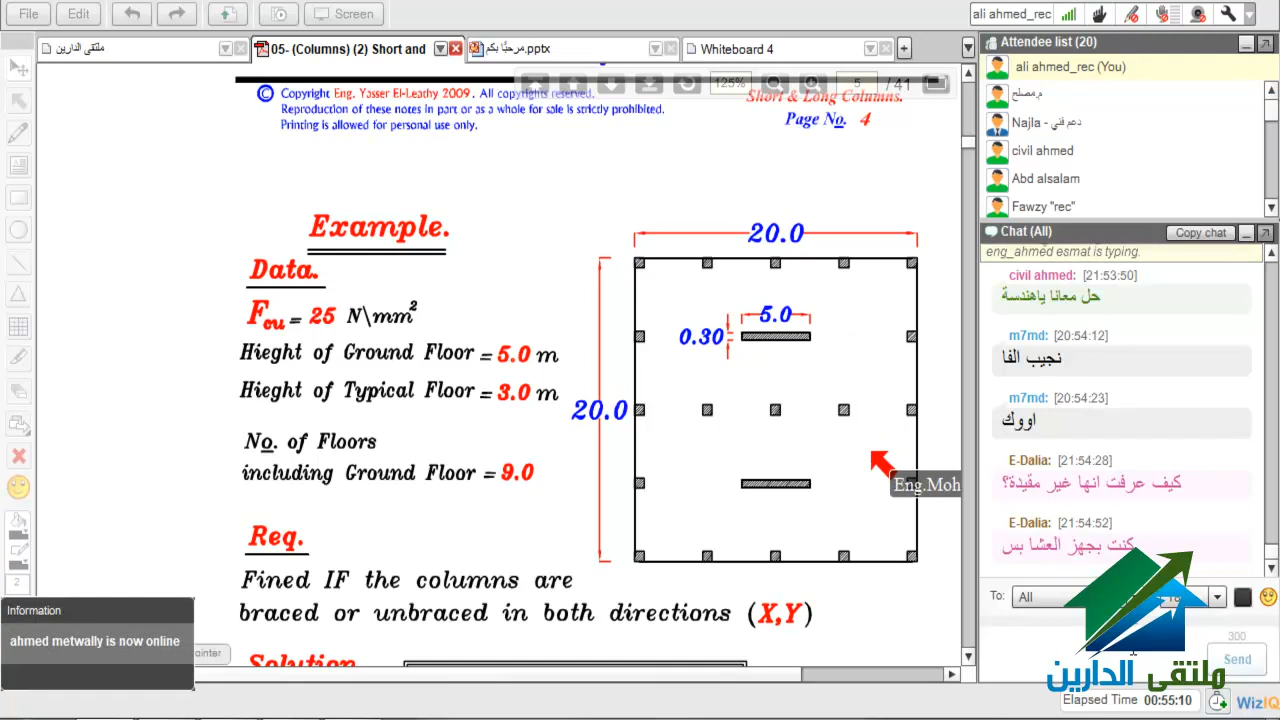 File
Edit
Screen
ali ahmed_rec
ملتقى الدارين
05- (Columns) (2) Short and
مرحبًا بكم.pptx
Whiteboard 4
125%
5
/ 41
© Copyright Eng. Yasser El-Leathy 2009. All copyrights reserved.
Reproduction of these notes in part or as a whole for sale is strictly prohibited.
Printing is allowed for personal use only.
Short & Long Columns.
Page No. 4
Example.
Data.
Fcu = 25 N\mm²
Hieght of Ground Floor = 5.0 m
Hieght of Typical Floor = 3.0 m
No. of Floors
including Ground Floor = 9.0
Req.
Fined IF the columns are
braced or unbraced in both directions (X,Y)
Solution
20.0
5.0
0.30
20.0
Eng.Moh
Attendee list (20)
ali ahmed_rec (You)
م.مصلح
Najla - دعم فني
civil ahmed
Abd alsalam
Fawzy "rec"
Chat (All)
Copy chat
eng_ahmed esmat is typing.
civil ahmed: [21:53:50]
حل معانا ياهندسة
m7md: [20:54:12]
نجيب الفا
m7md: [20:54:23]
اووك
E-Dalia: [21:54:28]
كيف عرفت انها غير مقيدة؟
E-Dalia: [21:54:52]
كنت بجهز العشا بس
To:
All
300
Send
ملتقى الدارين
Elapsed Time 00:55:10
WizIQ
2
Information
ahmed metwally is now online
ointer